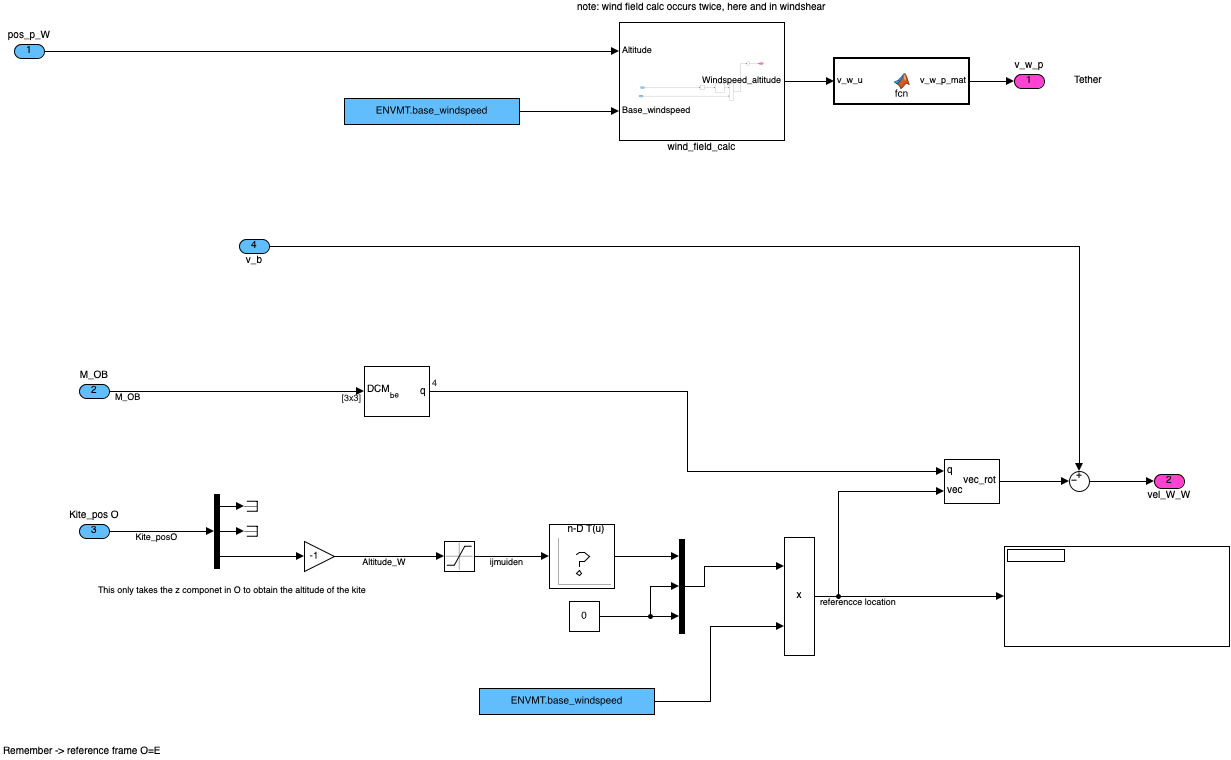 note: wind field calc occurs twice, here and in windshear
pos_p_W
1
Altitude
Windspeed_altitude
Base_windspeed
wind_field_calc
ENVMT.base_windspeed
v_w_u
fcn
v_w_p_mat
v_w_p
1
Tether
4
v_b
M_OB
2
M_OB
[3x3]
DCM be
q
4
q
vec
vec_rot
+
−
2
vel_W_W
Kite_pos O
3
Kite_posO
-1
Altitude_W
ijmuiden
n-D T(u)
0
x
referencce location
This only takes the z componet in O to obtain the altitude of the kite
ENVMT.base_windspeed
Remember -> reference frame O=E